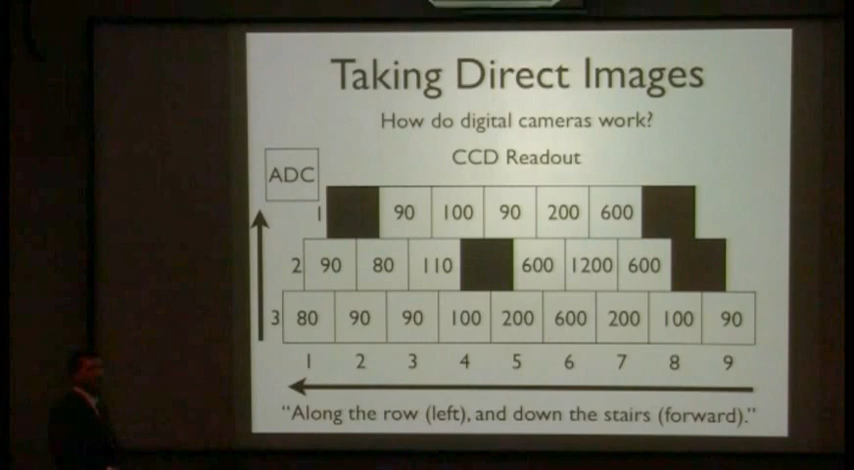 Taking Direct Images
How do digital cameras work?
CCD Readout
ADC
1 90 100 90 200 600
2 90 80 110 600 1200 600
3 80 90 90 100 200 600 200 100 90
1 2 3 4 5 6 7 8 9
“Along the row (left), and down the stairs (forward).”